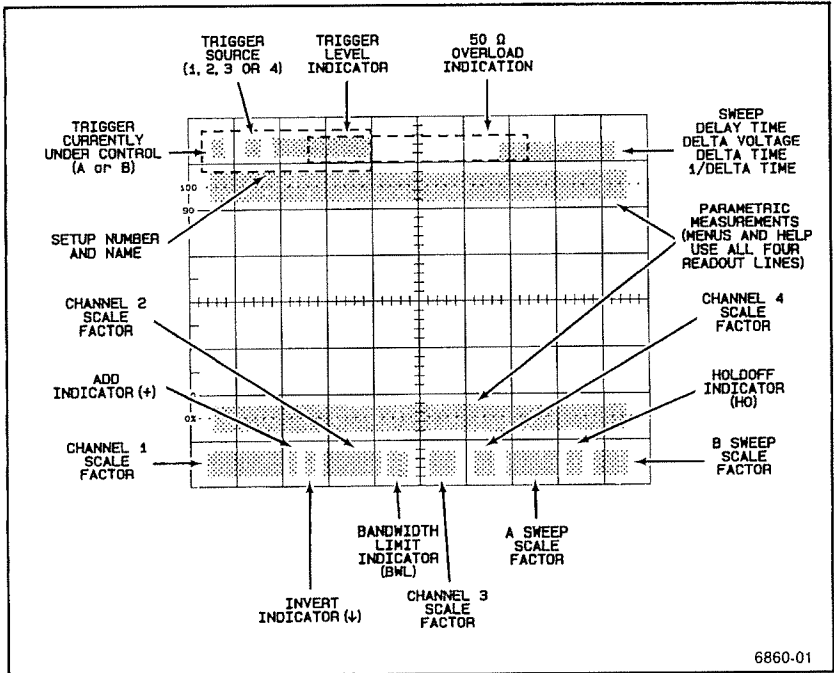 TRIGGER
SOURCE
(1, 2, 3 OR 4)
TRIGGER
LEVEL
INDICATOR
50 Ω
OVERLOAD
INDICATION
TRIGGER
CURRENTLY
UNDER CONTROL
(A or B)
SWEEP
DELAY TIME
DELTA VOLTAGE
DELTA TIME
1/DELTA TIME
100
90
SETUP NUMBER
AND NAME
PARAMETRIC
MEASUREMENTS
(MENUS AND HELP
USE ALL FOUR
READOUT LINES)
CHANNEL 2
SCALE
FACTOR
CHANNEL 4
SCALE
FACTOR
ADD
INDICATOR (+)
HOLDOFF
INDICATOR
(HO)
0%
CHANNEL 1
SCALE
FACTOR
B SWEEP
SCALE
FACTOR
BANDWIDTH
LIMIT
INDICATOR
(BWL)
A SWEEP
SCALE
FACTOR
INVERT
INDICATOR (↓)
CHANNEL 3
SCALE
FACTOR
6860-01